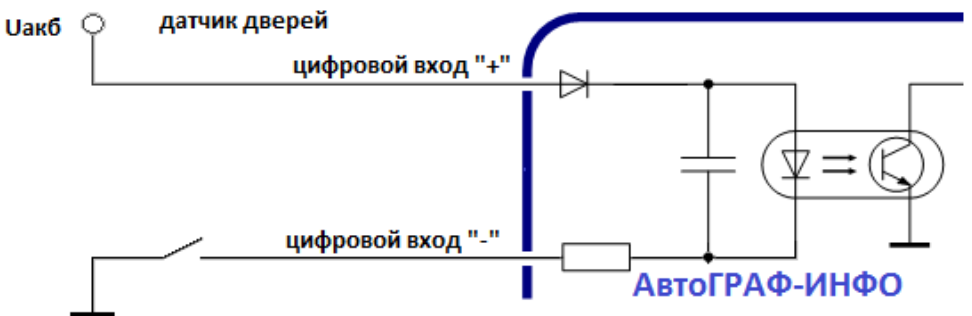 Uакб
датчик дверей
цифровой вход "+"
цифровой вход "-"
АвтоГРАФ-ИНФО